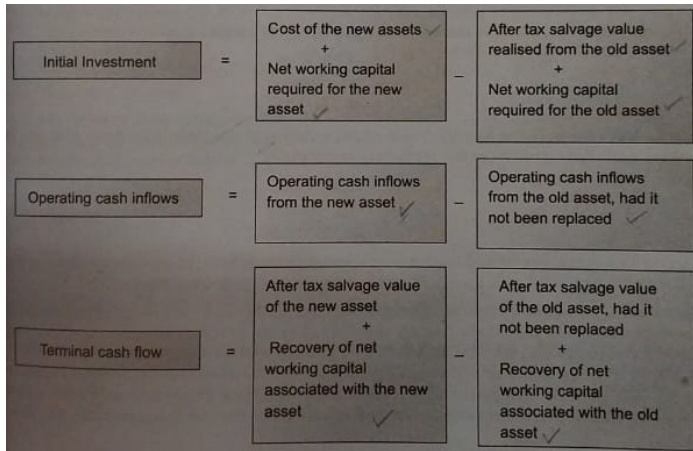 Initial Investment
=
Cost of the new assets
+
Net working capital
required for the new
asset
–
After tax salvage value
realised from the old asset
+
Net working capital
required for the old asset
Operating cash inflows
=
Operating cash inflows
from the new asset
–
Operating cash inflows
from the old asset, had it
not been replaced
Terminal cash flow
=
After tax salvage value
of the new asset
+
Recovery of net
working capital
associated with the new
asset
–
After tax salvage value
of the old asset, had it
not been replaced
+
Recovery of net
working capital
associated with the old
asset